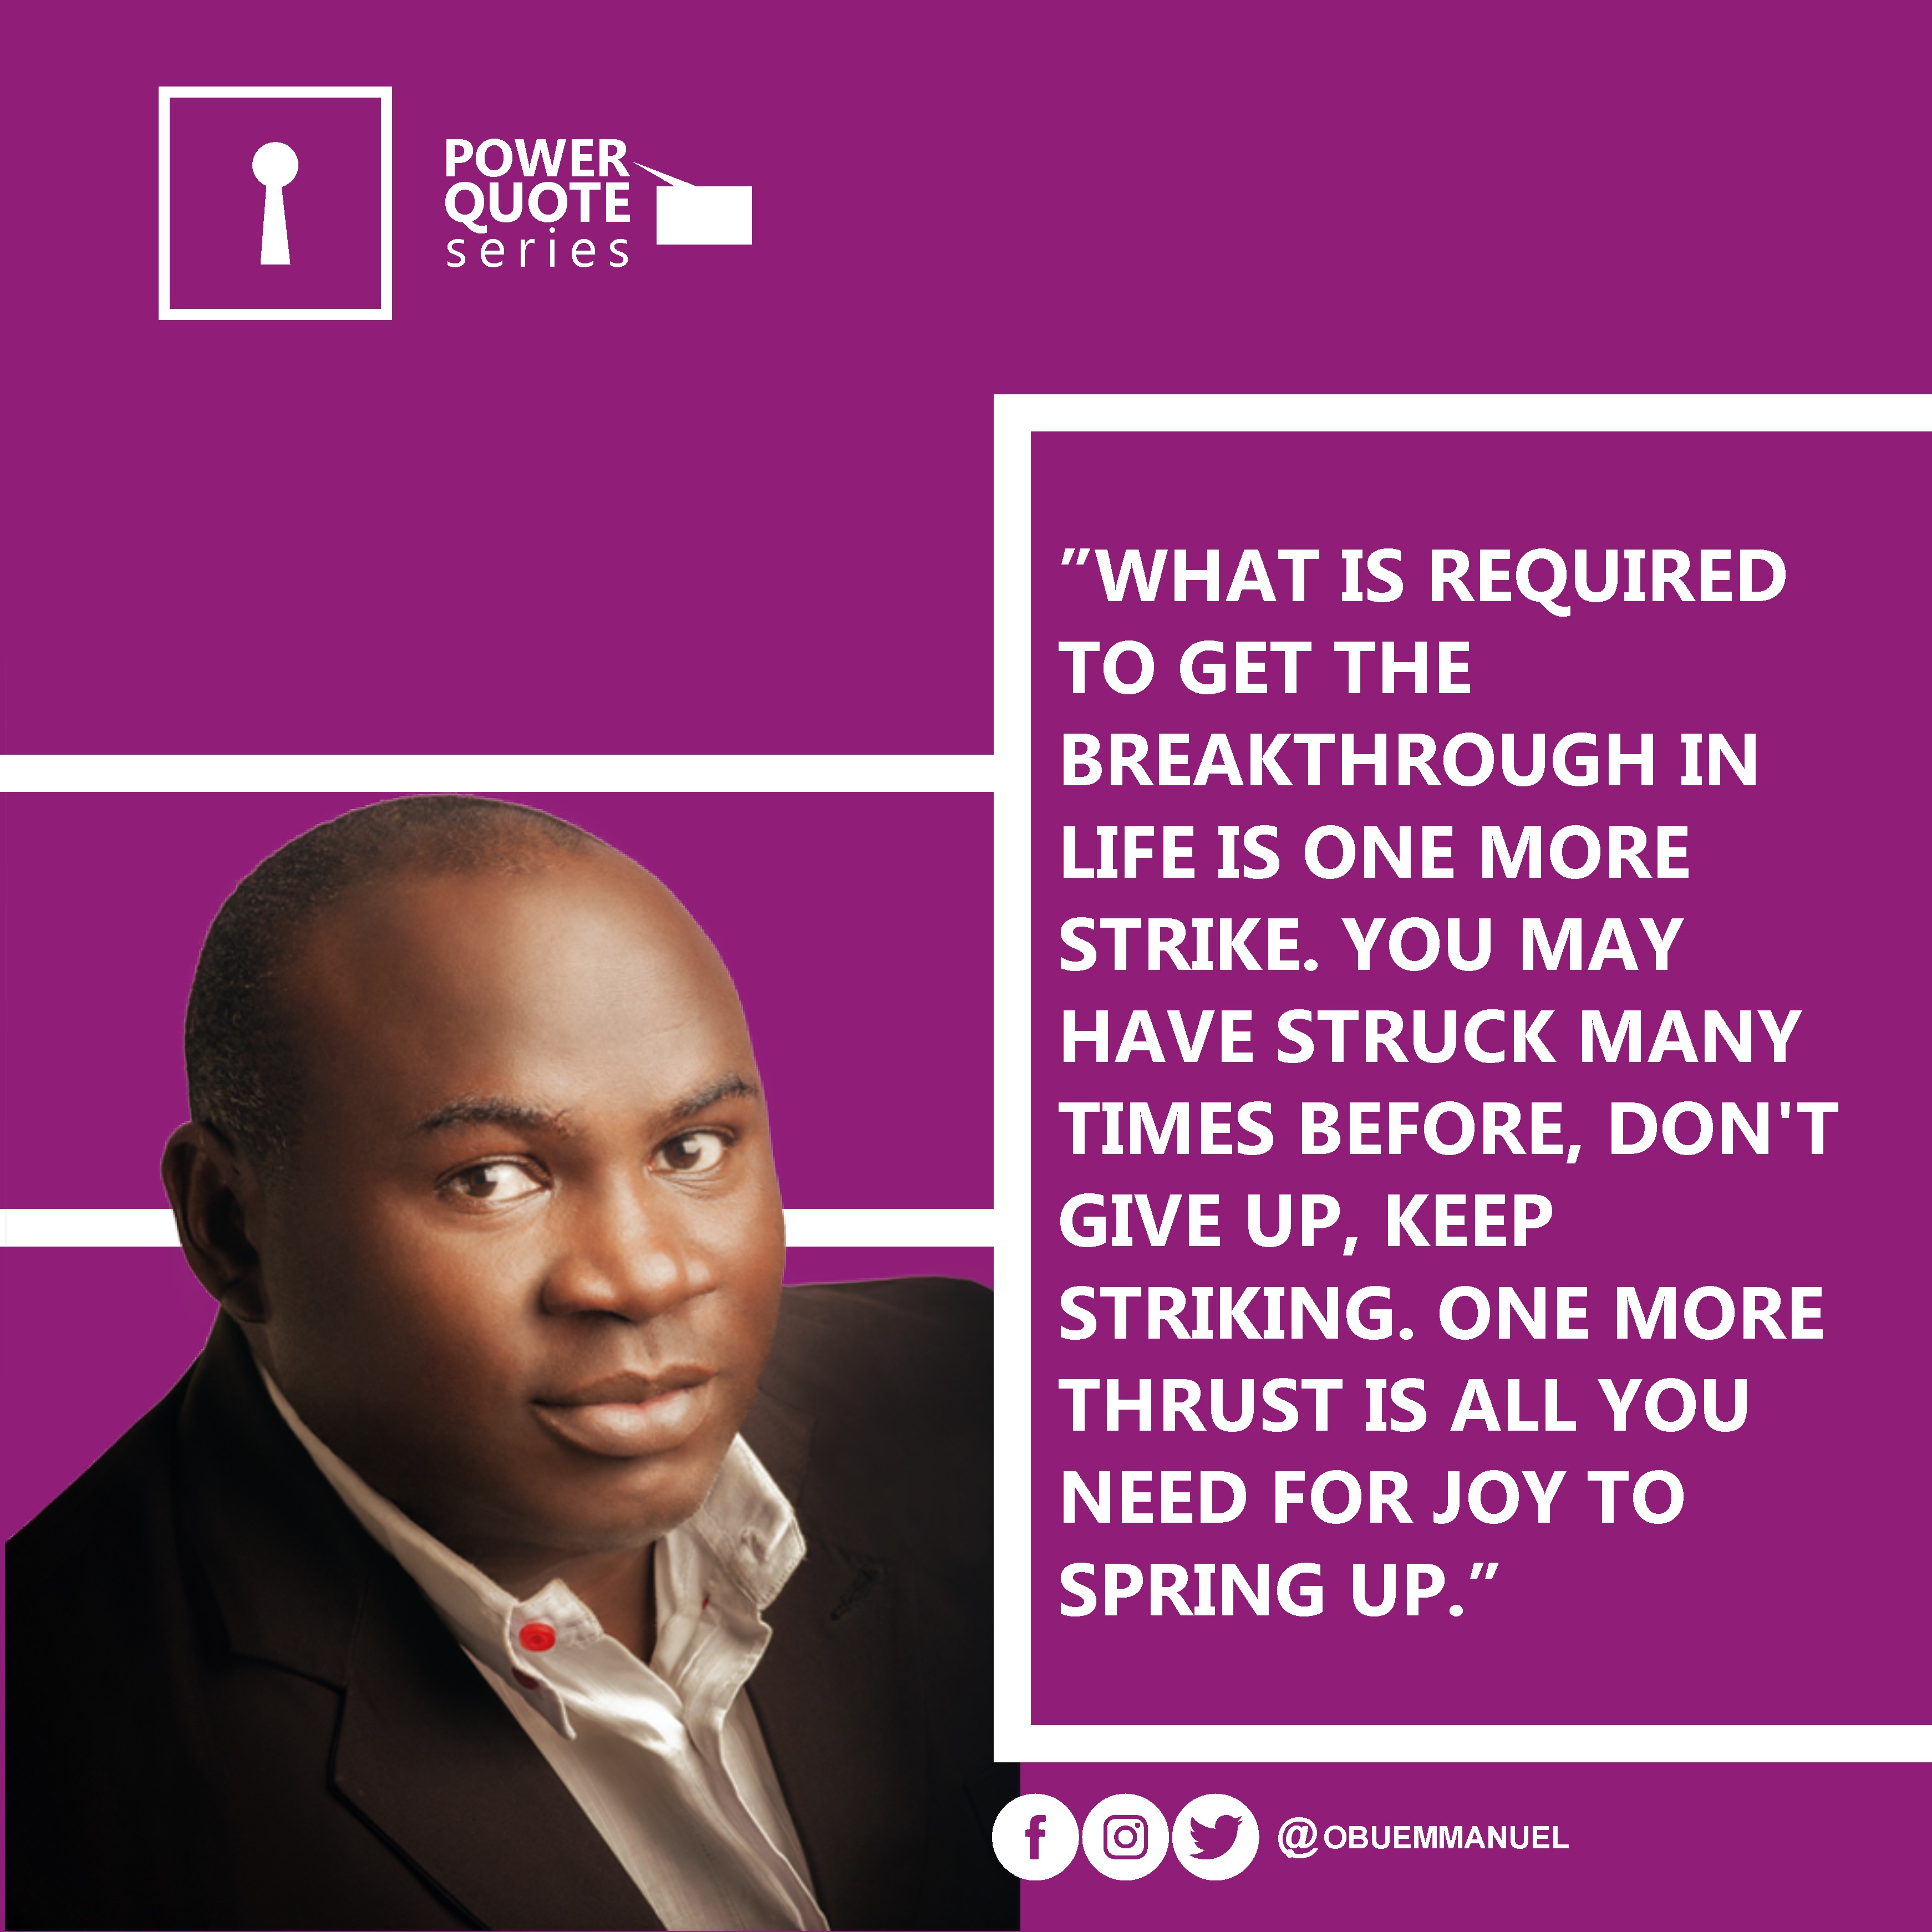 POWER
QUOTE
series
"WHAT IS REQUIRED
TO GET THE
BREAKTHROUGH IN
LIFE IS ONE MORE
STRIKE. YOU MAY
HAVE STRUCK MANY
TIMES BEFORE, DON'T
GIVE UP, KEEP
STRIKING. ONE MORE
THRUST IS ALL YOU
NEED FOR JOY TO
SPRING UP."
@OBUEMMANUEL